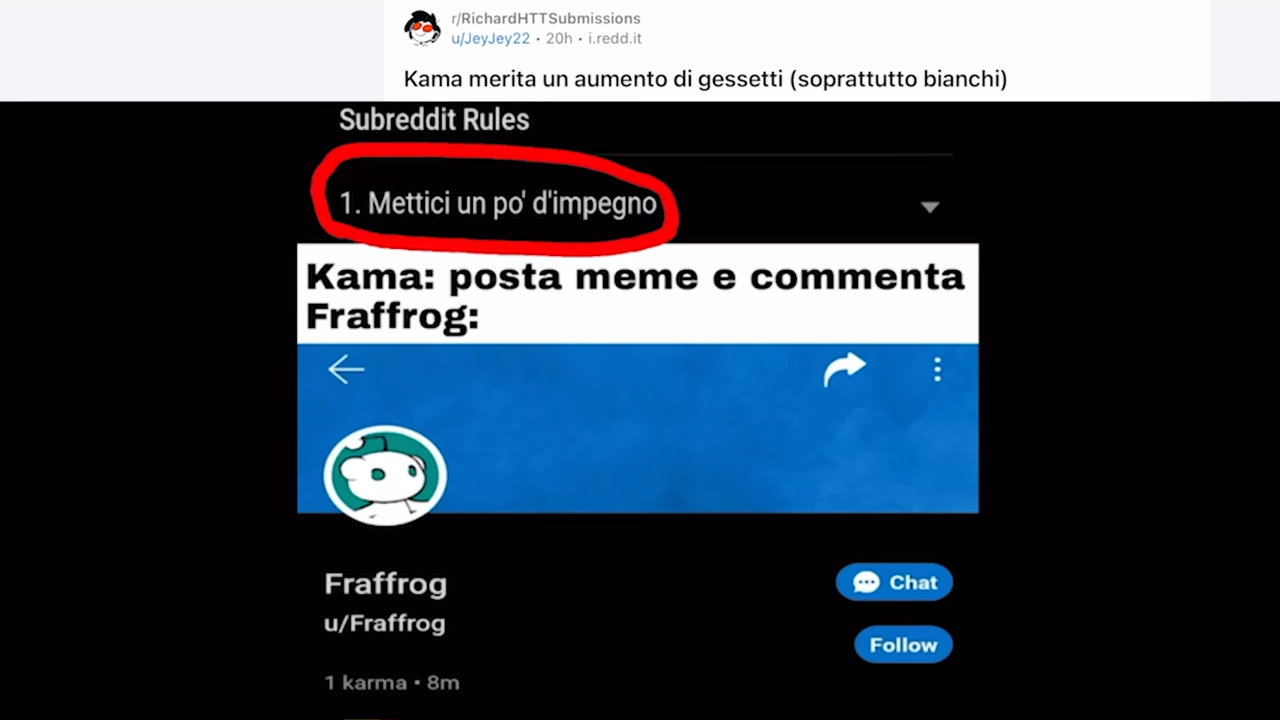 r/RichardHTTSubmissions
u/JeyJey22 • 20h • i.redd.it
Kama merita un aumento di gessetti (soprattutto bianchi)
Subreddit Rules
1. Mettici un po' d'impegno
Kama: posta meme e commenta
Fraffrog:
Fraffrog
Chat
u/Fraffrog
Follow
1 karma • 8m